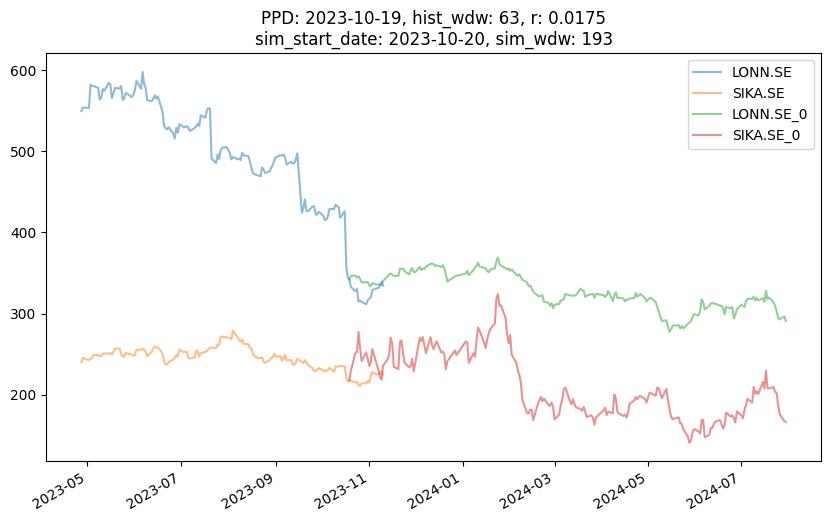 PPD: 2023-10-19, hist_wdw: 63, r: 0.0175
sim_start_date: 2023-10-20, sim_wdw: 193
LONN.SE
SIKA.SE
LONN.SE_0
SIKA.SE_0
600
500
400
300
200
2023-05
2023-07
2023-09
2023-11
2024-01
2024-03
2024-05
2024-07